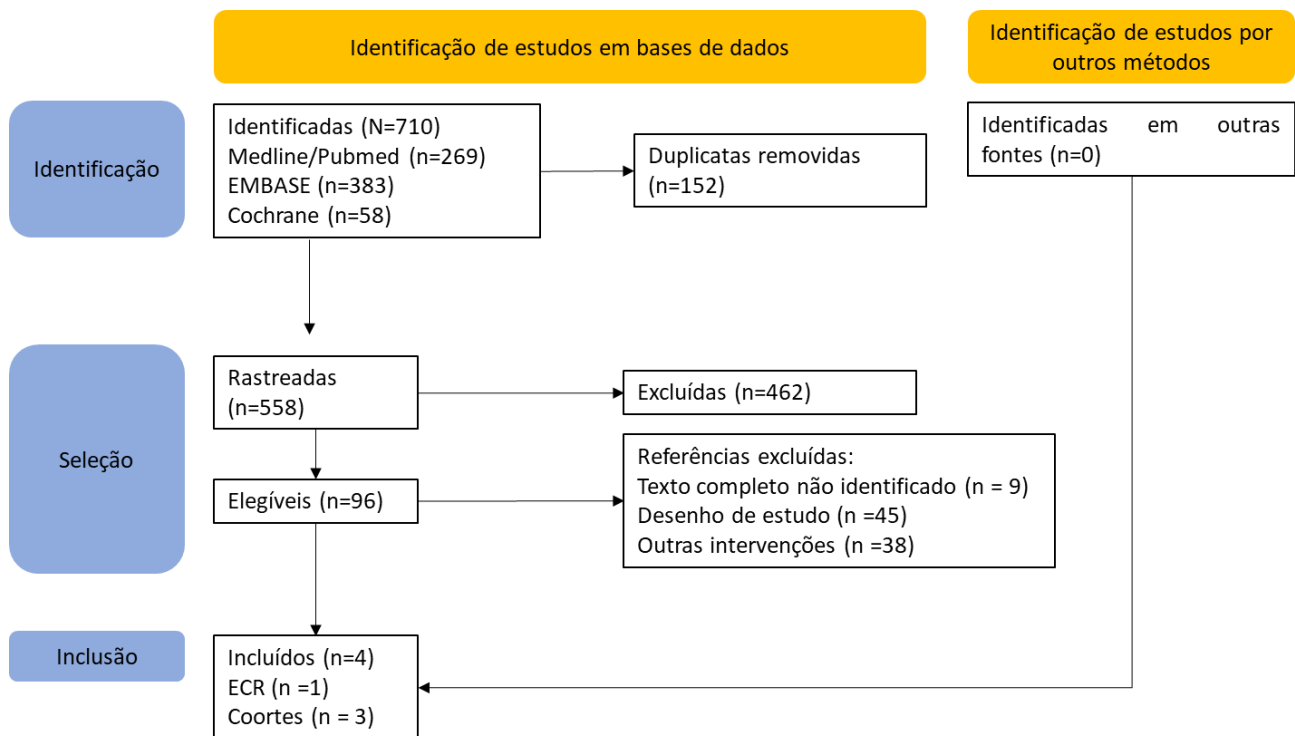 Identificação de estudos em bases de dados
Identificação de estudos por
outros métodos
Identificação
Identificadas (N=710)
Medline/Pubmed (n=269)
EMBASE (n=383)
Cochrane (n=58)
Duplicatas removidas
(n=152)
Identificadas em outras
fontes (n=0)
Seleção
Rastreadas
(n=558)
Excluídas (n=462)
Elegíveis (n=96)
Referências excluídas:
Texto completo não identificado (n = 9)
Desenho de estudo (n =45)
Outras intervenções (n =38)
Inclusão
Incluídos (n=4)
ECR (n =1)
Coortes (n = 3)